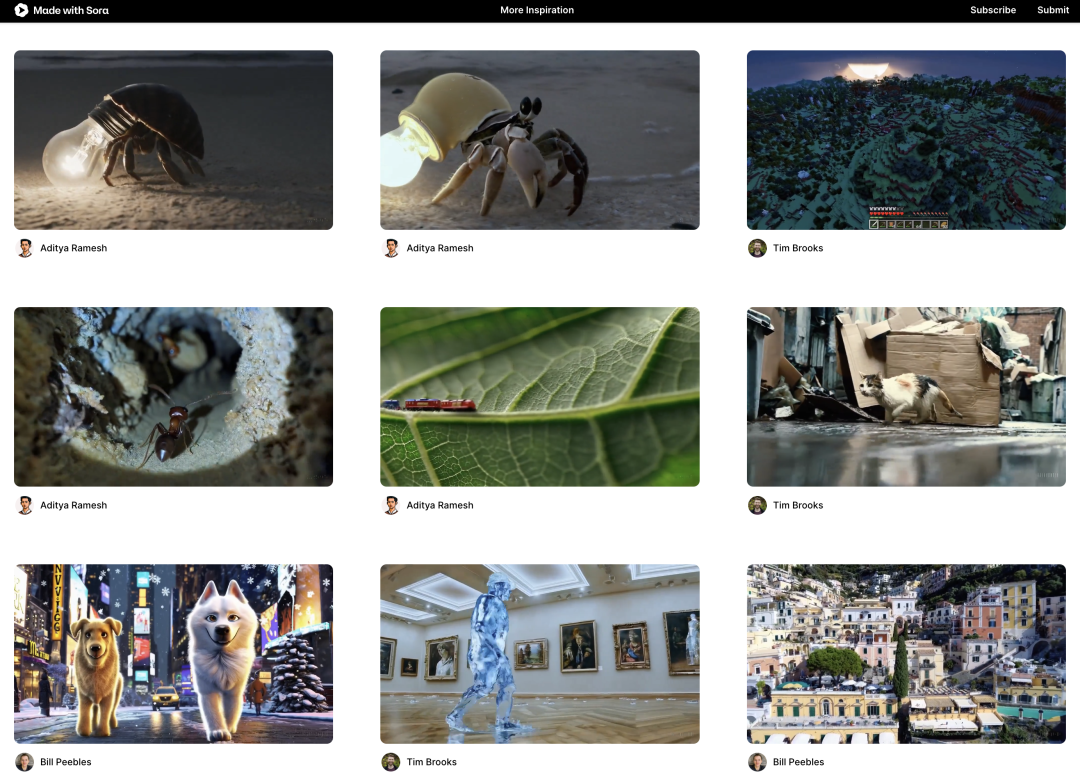 Made with Sora
More Inspiration
Subscribe
Submit
Aditya Ramesh
Aditya Ramesh
Tim Brooks
Aditya Ramesh
Aditya Ramesh
Tim Brooks
Bill Peebles
Tim Brooks
Bill Peebles